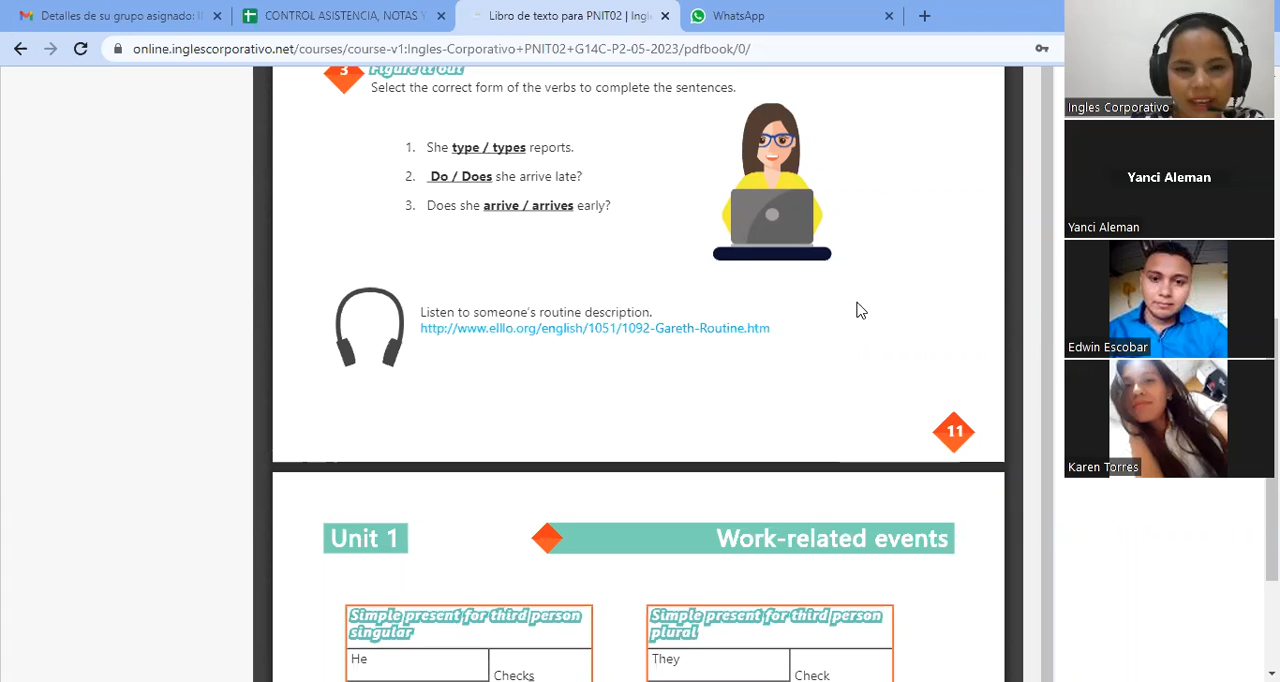 Detalles de su grupo asignado: I
CONTROL ASISTENCIA, NOTAS Y
Libro de texto para PNIT02 | Ingl
WhatsApp
online.inglescorporativo.net/courses/course-v1:Ingles-Corporativo+PNIT02+G14C-P2-05-2023/pdfbook/0/
3 Figure it out
Select the correct form of the verbs to complete the sentences.
1. She type / types reports.
2. Do / Does she arrive late?
3. Does she arrive / arrives early?
Listen to someone's routine description.
http://www.elllo.org/english/1051/1092-Gareth-Routine.htm
11
Unit 1
Work-related events
Simple present for third person
singular
He
Checks
Simple present for third person
plural
They
Check
Ingles Corporativo
Yanci Aleman
Yanci Aleman
Edwin Escobar
Karen Torres